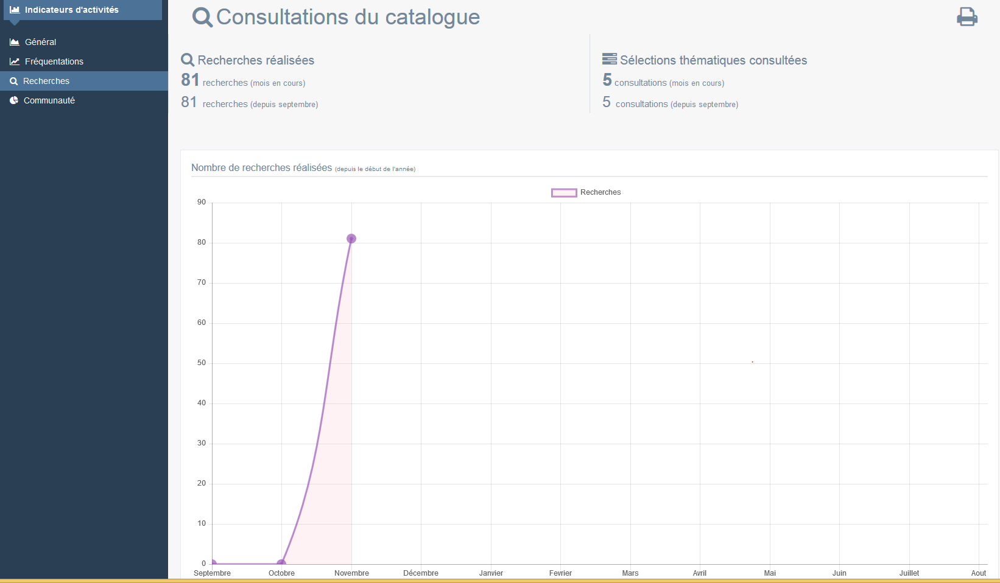 Indicateurs d'activités
Général
Fréquentations
Recherches
Communauté
Consultations du catalogue
Recherches réalisées
81 recherches (mois en cours)
81 recherches (depuis septembre)
Sélections thématiques consultées
5 consultations (mois en cours)
5 consultations (depuis septembre)
Nombre de recherches réalisées (depuis le début de l'année)
Recherches
90
80
70
60
50
40
30
20
10
0
Septembre Octobre Novembre Décembre Janvier Fevrier Mars Avril Mai Juin Juillet Aout